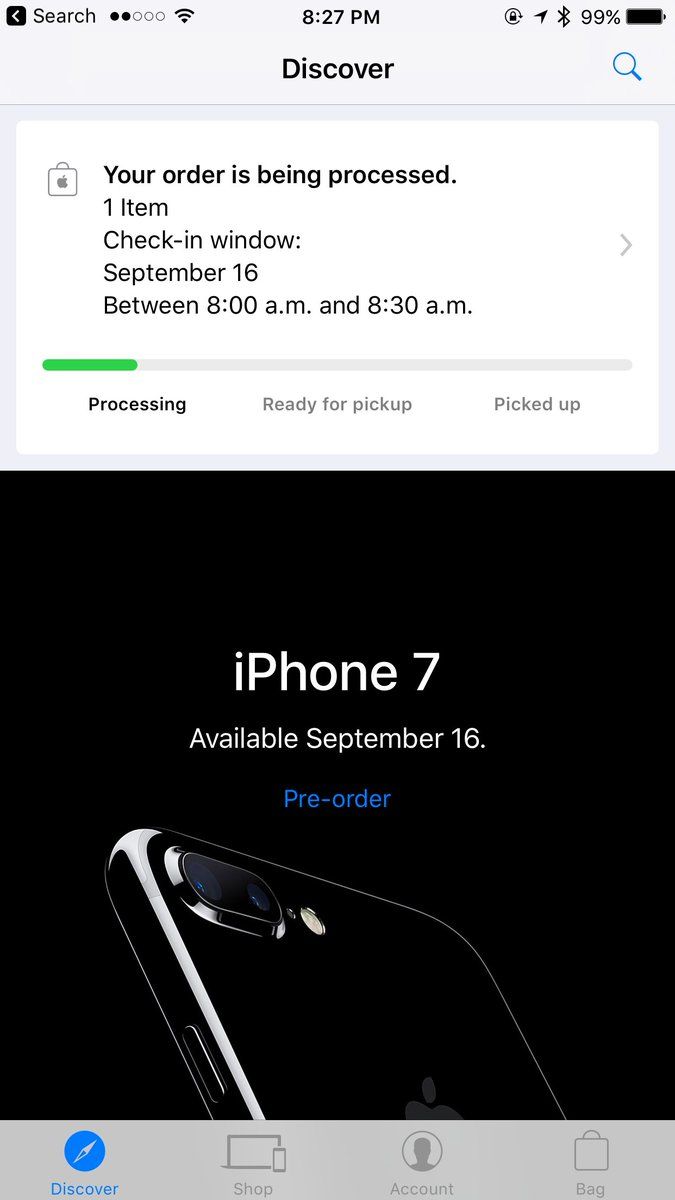 Search 8:27 PM 99%
Discover
Your order is being processed.
1 Item
Check-in window:
September 16
Between 8:00 a.m. and 8:30 a.m.
Processing Ready for pickup Picked up
iPhone 7
Available September 16.
Pre-order
Discover Shop Account Bag